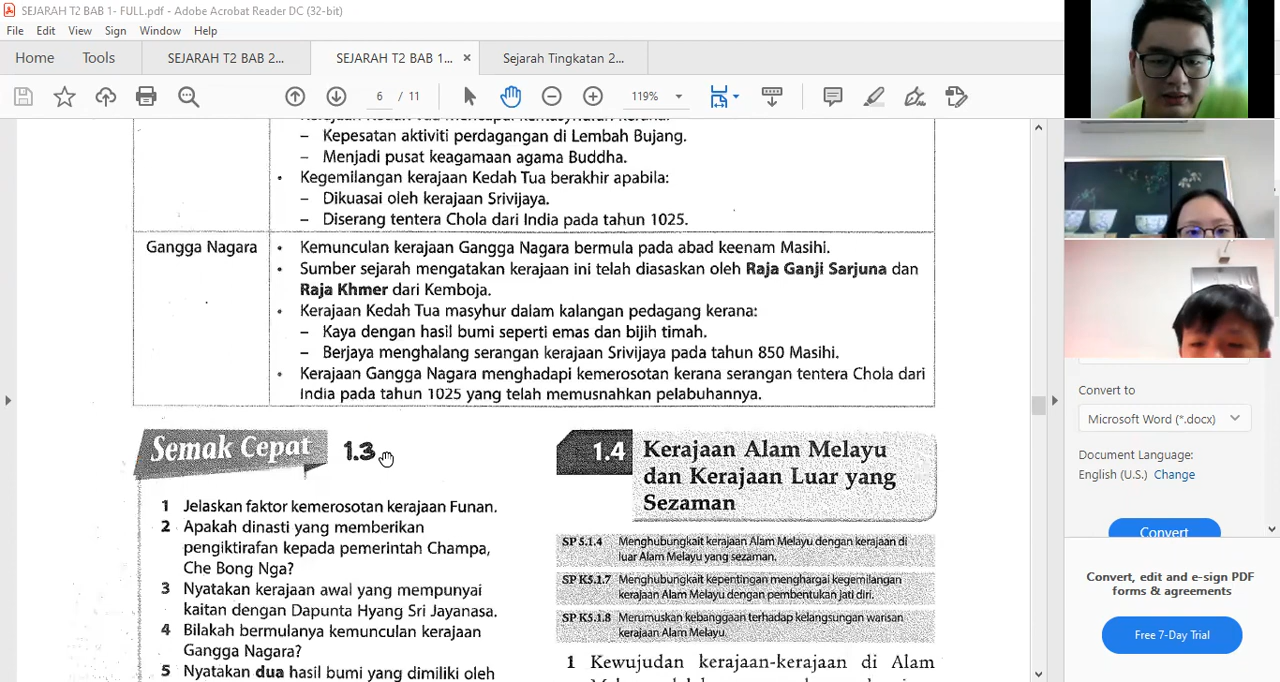 SEJARAH T2 BAB 1- FULL.pdf - Adobe Acrobat Reader DC (32-bit)
File Edit View Sign Window Help
Home Tools SEJARAH T2 BAB 2... SEJARAH T2 BAB 1... × Sejarah Tingkatan 2...
6 / 11 119%
– Kepesatan aktiviti perdagangan di Lembah Bujang.
– Menjadi pusat keagamaan agama Buddha.
• Kegemilangan kerajaan Kedah Tua berakhir apabila:
– Dikuasai oleh kerajaan Srivijaya.
– Diserang tentera Chola dari India pada tahun 1025.
Gangga Nagara
• Kemunculan kerajaan Gangga Nagara bermula pada abad keenam Masihi.
• Sumber sejarah mengatakan kerajaan ini telah diasaskan oleh Raja Ganji Sarjuna dan
Raja Khmer dari Kemboja.
• Kerajaan Kedah Tua masyhur dalam kalangan pedagang kerana:
– Kaya dengan hasil bumi seperti emas dan bijih timah.
– Berjaya menghalang serangan kerajaan Srivijaya pada tahun 850 Masihi.
• Kerajaan Gangga Nagara menghadapi kemerosotan kerana serangan tentera Chola dari
India pada tahun 1025 yang telah memusnahkan pelabuhannya.
Semak Cepat 1.3
1 Jelaskan faktor kemerosotan kerajaan Funan.
2 Apakah dinasti yang memberikan
pengiktirafan kepada pemerintah Champa,
Che Bong Nga?
3 Nyatakan kerajaan awal yang mempunyai
kaitan dengan Dapunta Hyang Sri Jayanasa.
4 Bilakah bermulanya kemunculan kerajaan
Gangga Nagara?
5 Nyatakan dua hasil bumi yang dimiliki oleh
1.4 Kerajaan Alam Melayu
dan Kerajaan Luar yang
Sezaman
SP 5.1.4 Menghubungkait kerajaan Alam Melayu dengan kerajaan di
luar Alam Melayu yang sezaman.
SP K5.1.7 Menghubungkait kepentingan menghargai kegemilangan
kerajaan Alam Melayu dengan pembentukan jati diri.
SP K5.1.8 Merumuskan kebanggaan terhadap kelangsungan warisan
kerajaan Alam Melayu.
1 Kewujudan kerajaan-kerajaan di Alam
Convert to
Microsoft Word (*.docx)
Document Language:
English (U.S.) Change
Convert
Convert, edit and e-sign PDF
forms & agreements
Free 7-Day Trial